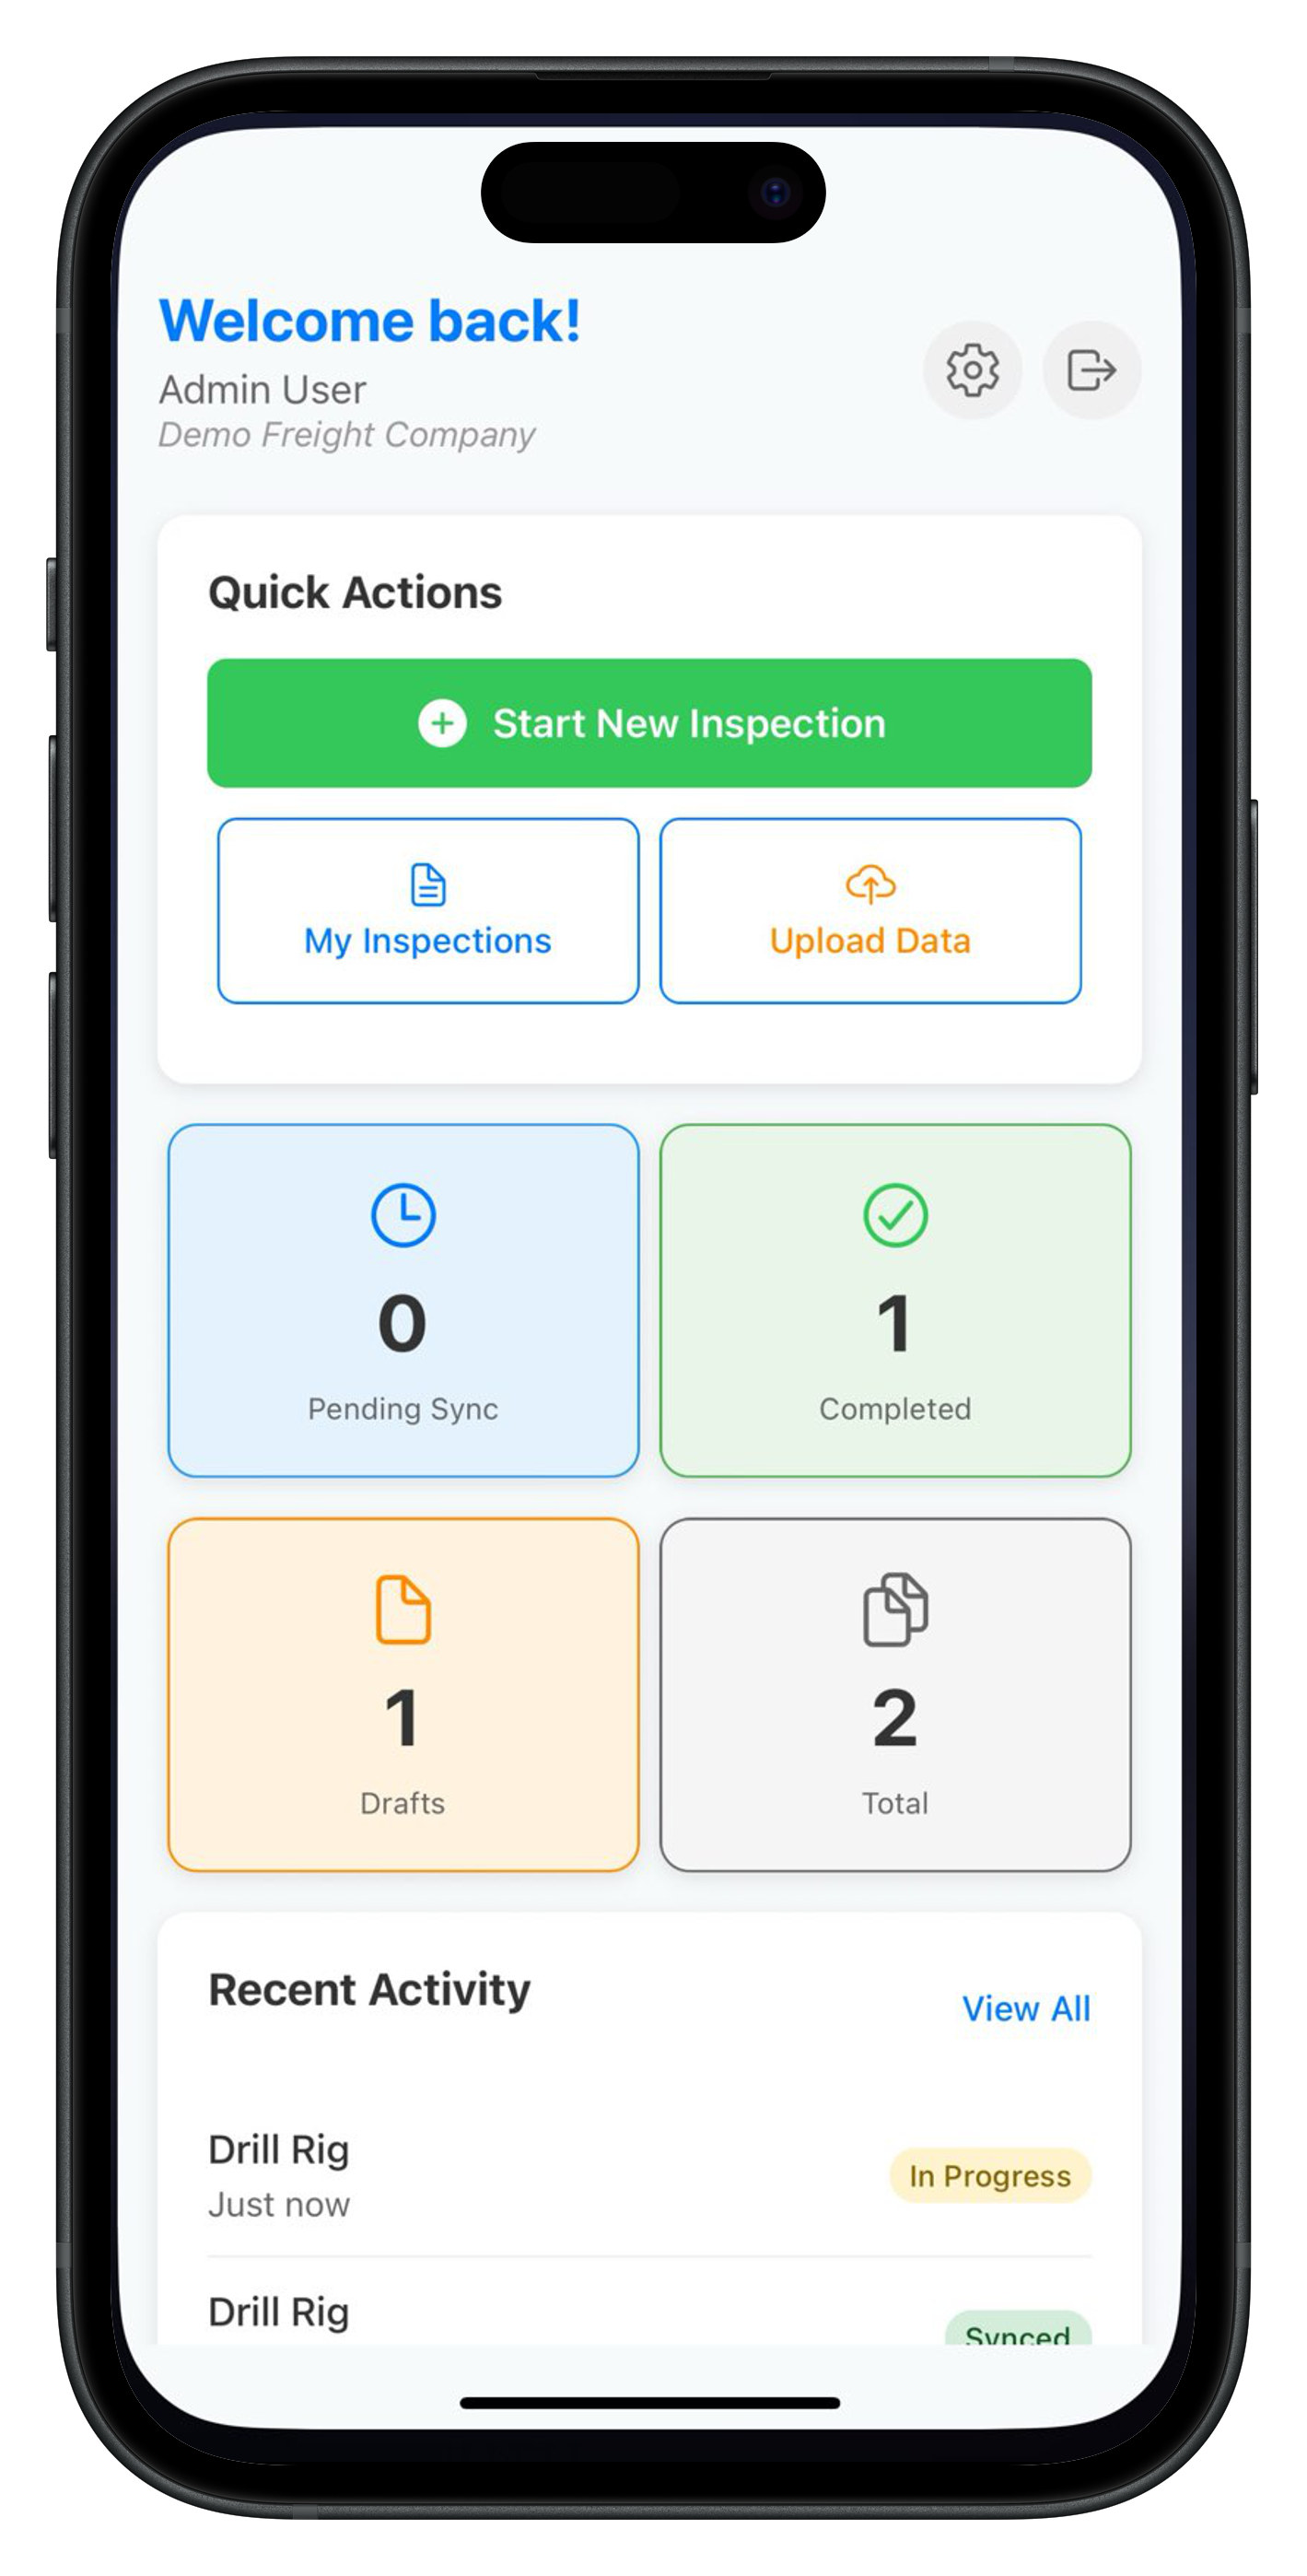 Welcome back!
Admin User
Demo Freight Company
Quick Actions
Start New Inspection
My Inspections
Upload Data
0
Pending Sync
1
Completed
1
Drafts
2
Total
Recent Activity
View All
Drill Rig
In Progress
Just now
Drill Rig
Synced